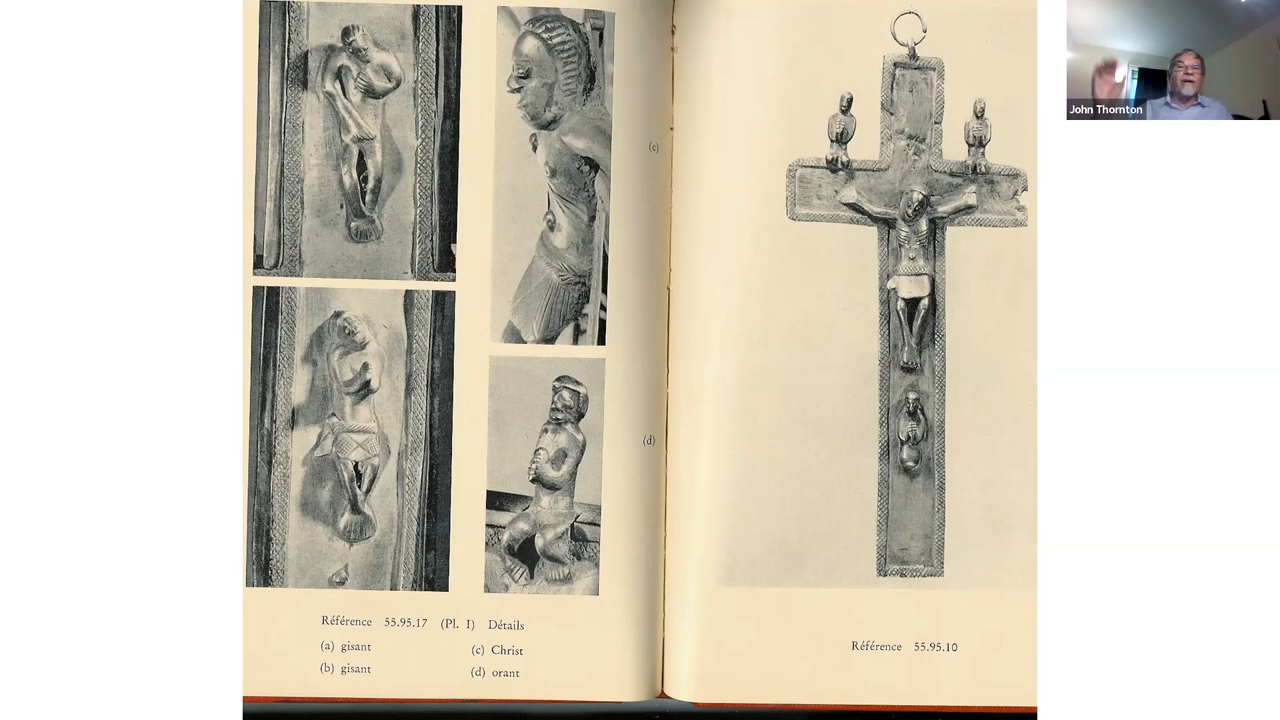 (c)
(d)
Référence 55.95.17 (Pl. I) Détails
(a) gisant
(b) gisant
(c) Christ
(d) orant
Référence 55.95.10
John Thornton